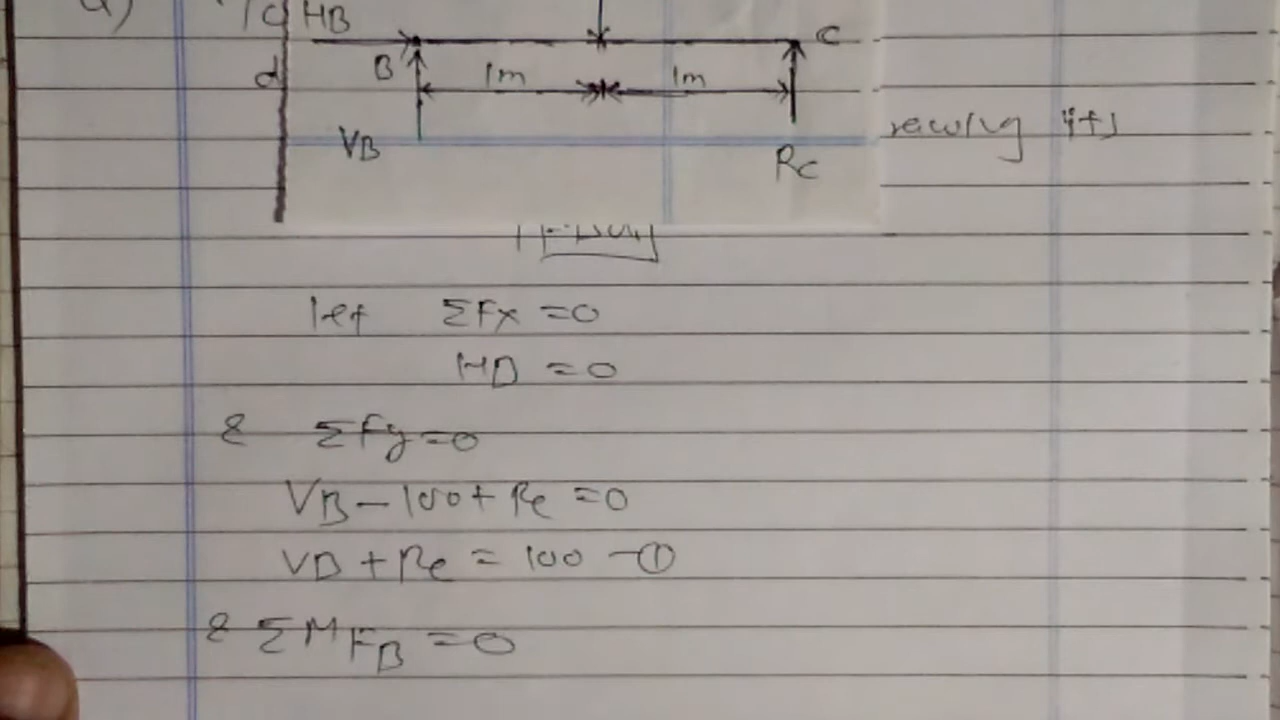 HB
C
B 1m 1m
VB
Rc
let ΣFx =0
HB =0
& ΣFy=0
VB - 100 + Rc =0
VB + Rc = 100 - ①
& ΣMFB =0